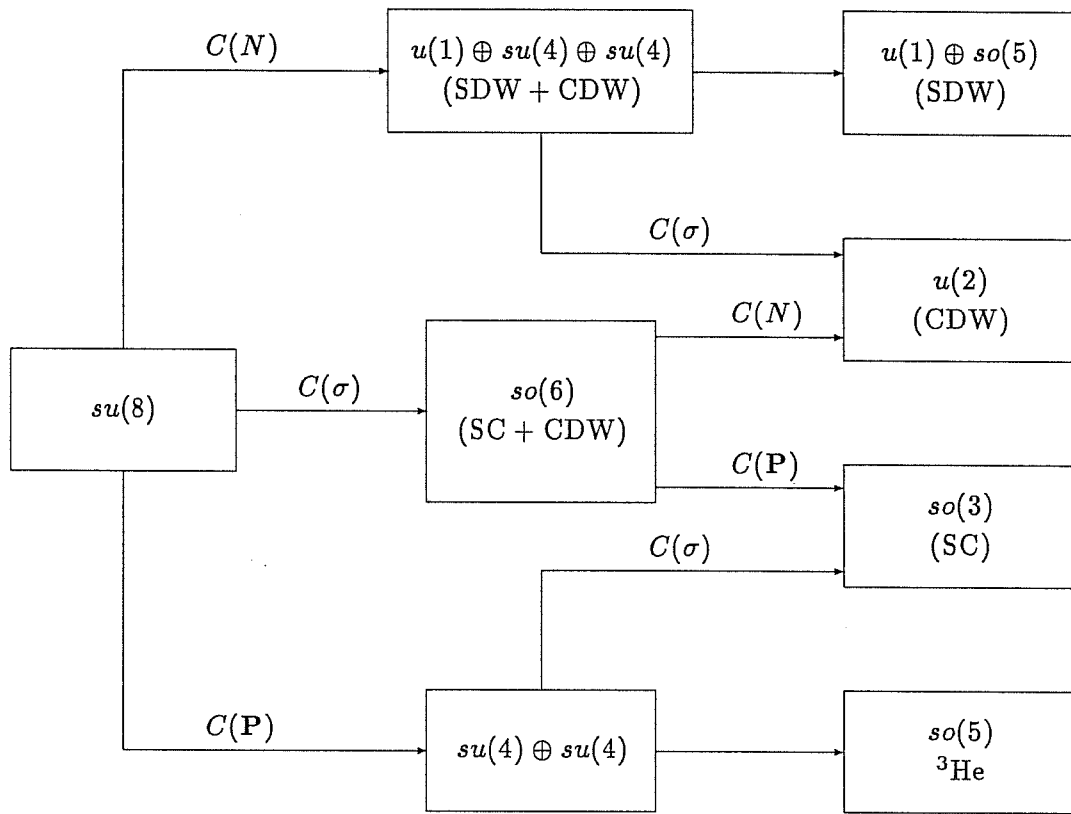 C(N)
u(1) ⊕ su(4) ⊕ su(4)
(SDW + CDW)
u(1) ⊕ so(5)
(SDW)
C(σ)
u(2)
(CDW)
C(N)
su(8)
C(σ)
so(6)
(SC + CDW)
C(P)
so(3)
(SC)
C(σ)
C(P)
su(4) ⊕ su(4)
so(5)
³He